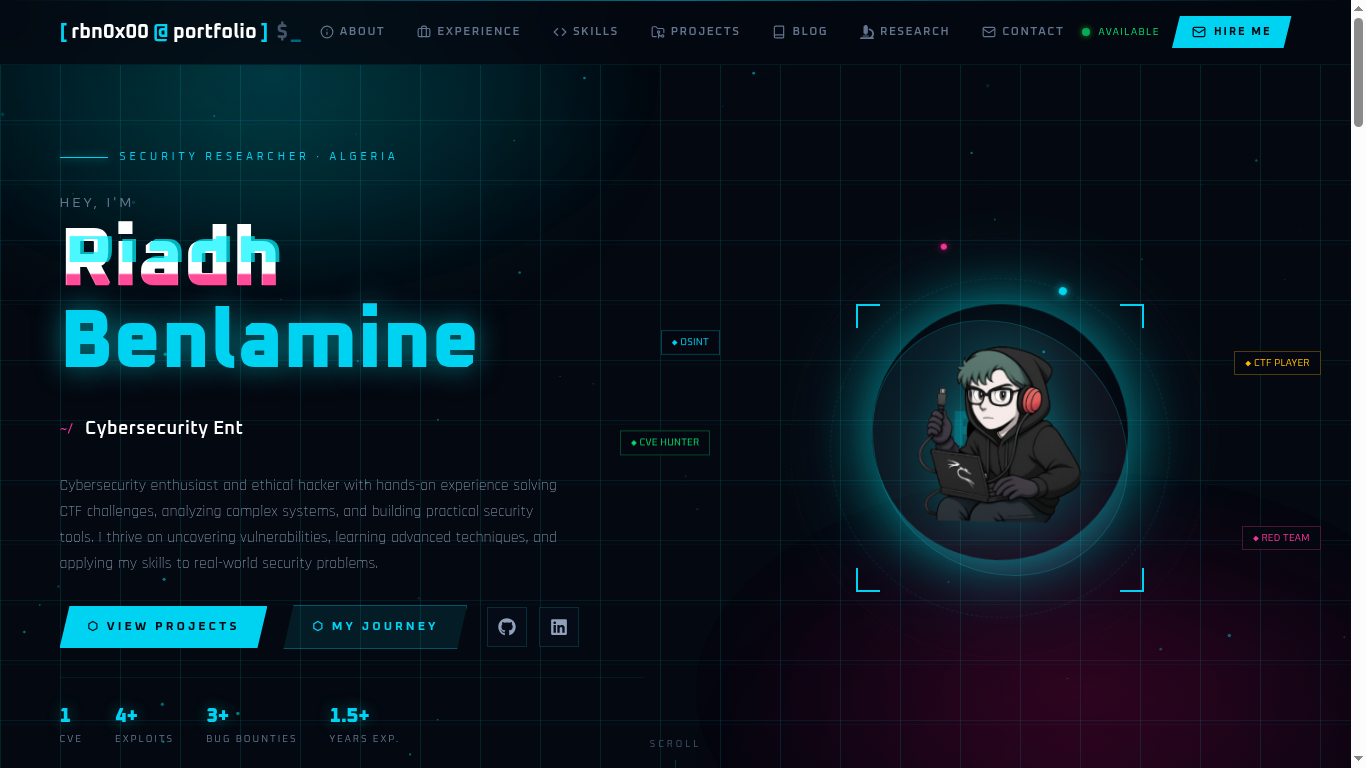 [ rbn0x00 @ portfolio ] $_
ABOUT
EXPERIENCE
SKILLS
PROJECTS
BLOG
RESEARCH
CONTACT
AVAILABLE
HIRE ME
SECURITY RESEARCHER · ALGERIA
HEY, I'M
Riadh
Benlamine
~/ Cybersecurity Ent
Cybersecurity enthusiast and ethical hacker with hands-on experience solving
CTF challenges, analyzing complex systems, and building practical security
tools. I thrive on uncovering vulnerabilities, learning advanced techniques, and
applying my skills to real-world security problems.
⬡ VIEW PROJECTS
⬡ MY JOURNEY
1
CVE
4+
EXPLOITS
3+
BUG BOUNTIES
1.5+
YEARS EXP.
◆ OSINT
◆ CVE HUNTER
◆ CTF PLAYER
◆ RED TEAM
SCROLL